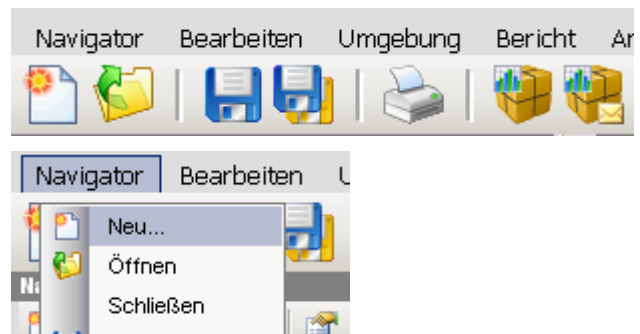 Navigator Bearbeiten Umgebung Bericht
Navigator Bearbeiten
Neu...
Öffnen
Schließen